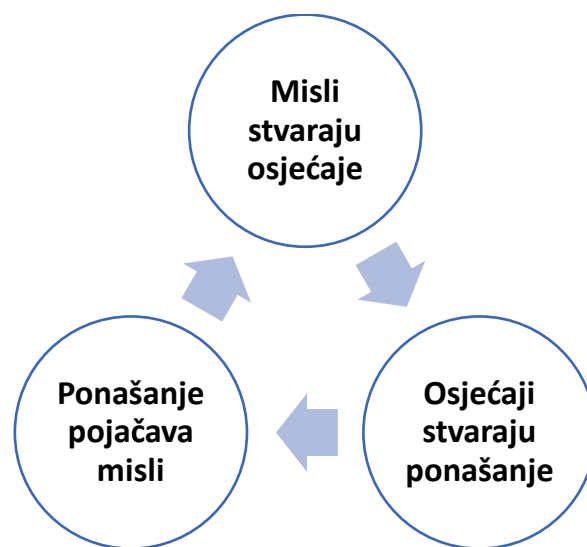 Misli
stvaraju
osjećaje
Osjećaji
stvaraju
ponašanje
Ponašanje
pojačava
misli